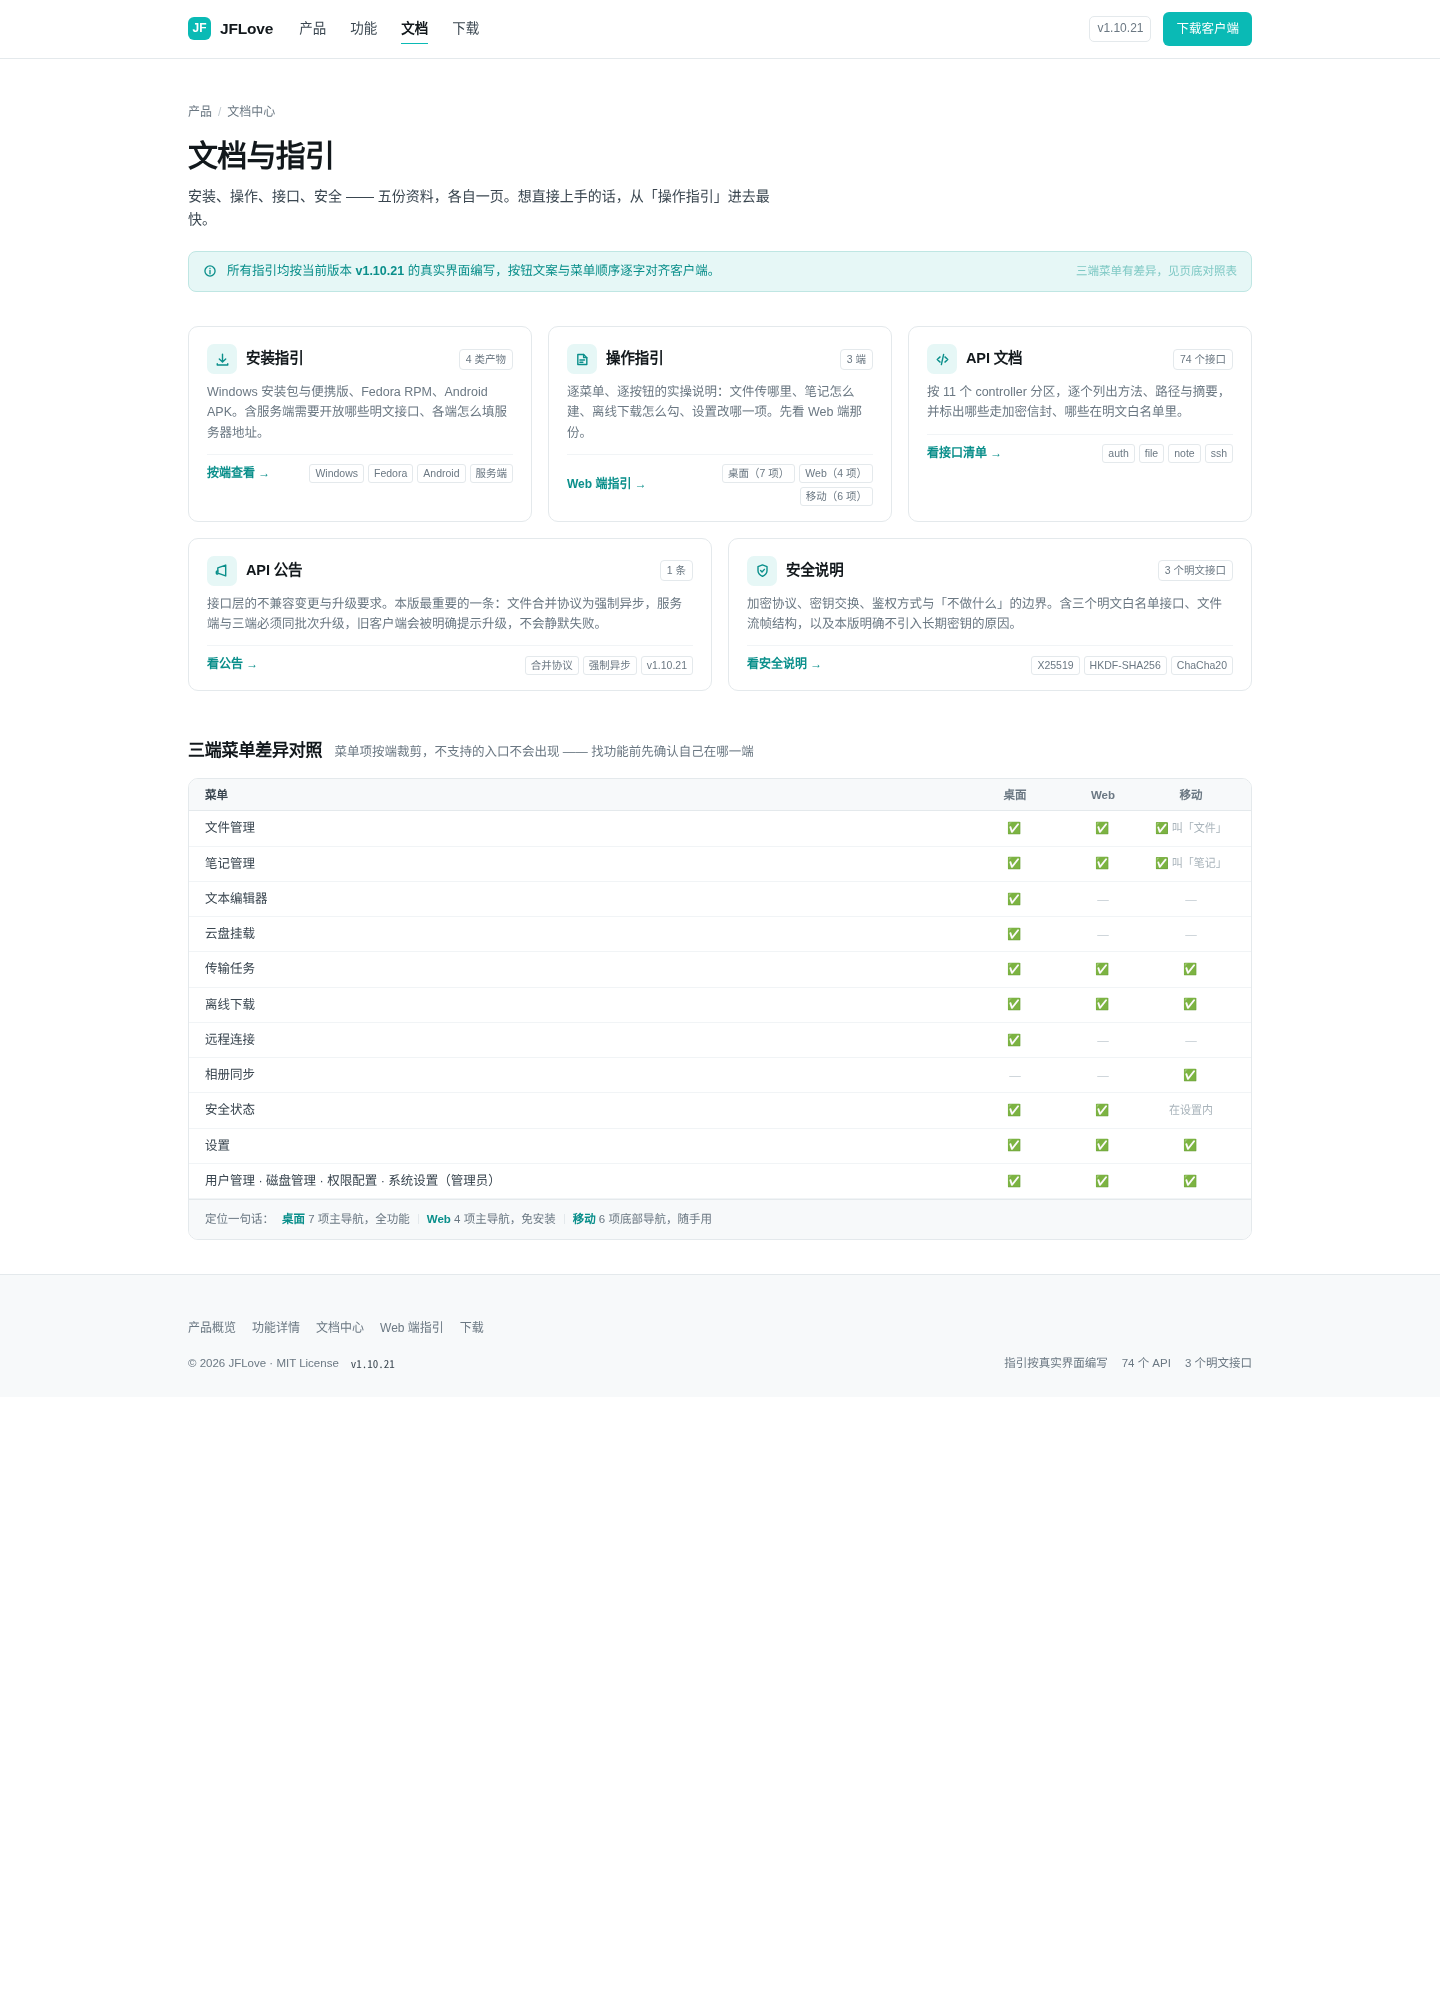 JF JFLove 产品 功能 文档 下载 v1.10.21 下载客户端
产品 / 文档中心
文档与指引
安装、操作、接口、安全 —— 五份资料，各自一页。想直接上手的话，从「操作指引」进去最
快。
所有指引均按当前版本 v1.10.21 的真实界面编写，按钮文案与菜单顺序逐字对齐客户端。 三端菜单有差异，见页底对照表
安装指引 4 类产物
Windows 安装包与便携版、Fedora RPM、Android
APK。含服务端需要开放哪些明文接口、各端怎么填服
务器地址。
按端查看 → Windows Fedora Android 服务端
操作指引 3 端
逐菜单、逐按钮的实操说明：文件传哪里、笔记怎么
建、离线下载怎么勾、设置改哪一项。先看 Web 端那
份。
Web 端指引 → 桌面（7 项） Web（4 项）
移动（6 项）
API 文档 74 个接口
按 11 个 controller 分区，逐个列出方法、路径与摘要，
并标出哪些走加密信封、哪些在明文白名单里。
看接口清单 → auth file note ssh
API 公告 1 条
接口层的不兼容变更与升级要求。本版最重要的一条：文件合并协议为强制异步，服务
端与三端必须同批次升级，旧客户端会被明确提示升级，不会静默失败。
看公告 → 合并协议 强制异步 v1.10.21
安全说明 3 个明文接口
加密协议、密钥交换、鉴权方式与「不做什么」的边界。含三个明文白名单接口、文件
流帧结构，以及本版明确不引入长期密钥的原因。
看安全说明 → X25519 HKDF-SHA256 ChaCha20
三端菜单差异对照 菜单项按端裁剪，不支持的入口不会出现 —— 找功能前先确认自己在哪一端
菜单 桌面 Web 移动
文件管理 ✅ ✅ ✅ 叫「文件」
笔记管理 ✅ ✅ ✅ 叫「笔记」
文本编辑器 ✅ — —
云盘挂载 ✅ — —
传输任务 ✅ ✅ ✅
离线下载 ✅ ✅ ✅
远程连接 ✅ — —
相册同步 — — ✅
安全状态 ✅ ✅ 在设置内
设置 ✅ ✅ ✅
用户管理 · 磁盘管理 · 权限配置 · 系统设置（管理员） ✅ ✅ ✅
定位一句话： 桌面 7 项主导航，全功能 Web 4 项主导航，免安装 移动 6 项底部导航，随手用
产品概览 功能详情 文档中心 Web 端指引 下载
© 2026 JFLove · MIT License v1.10.21 指引按真实界面编写 74 个 API 3 个明文接口